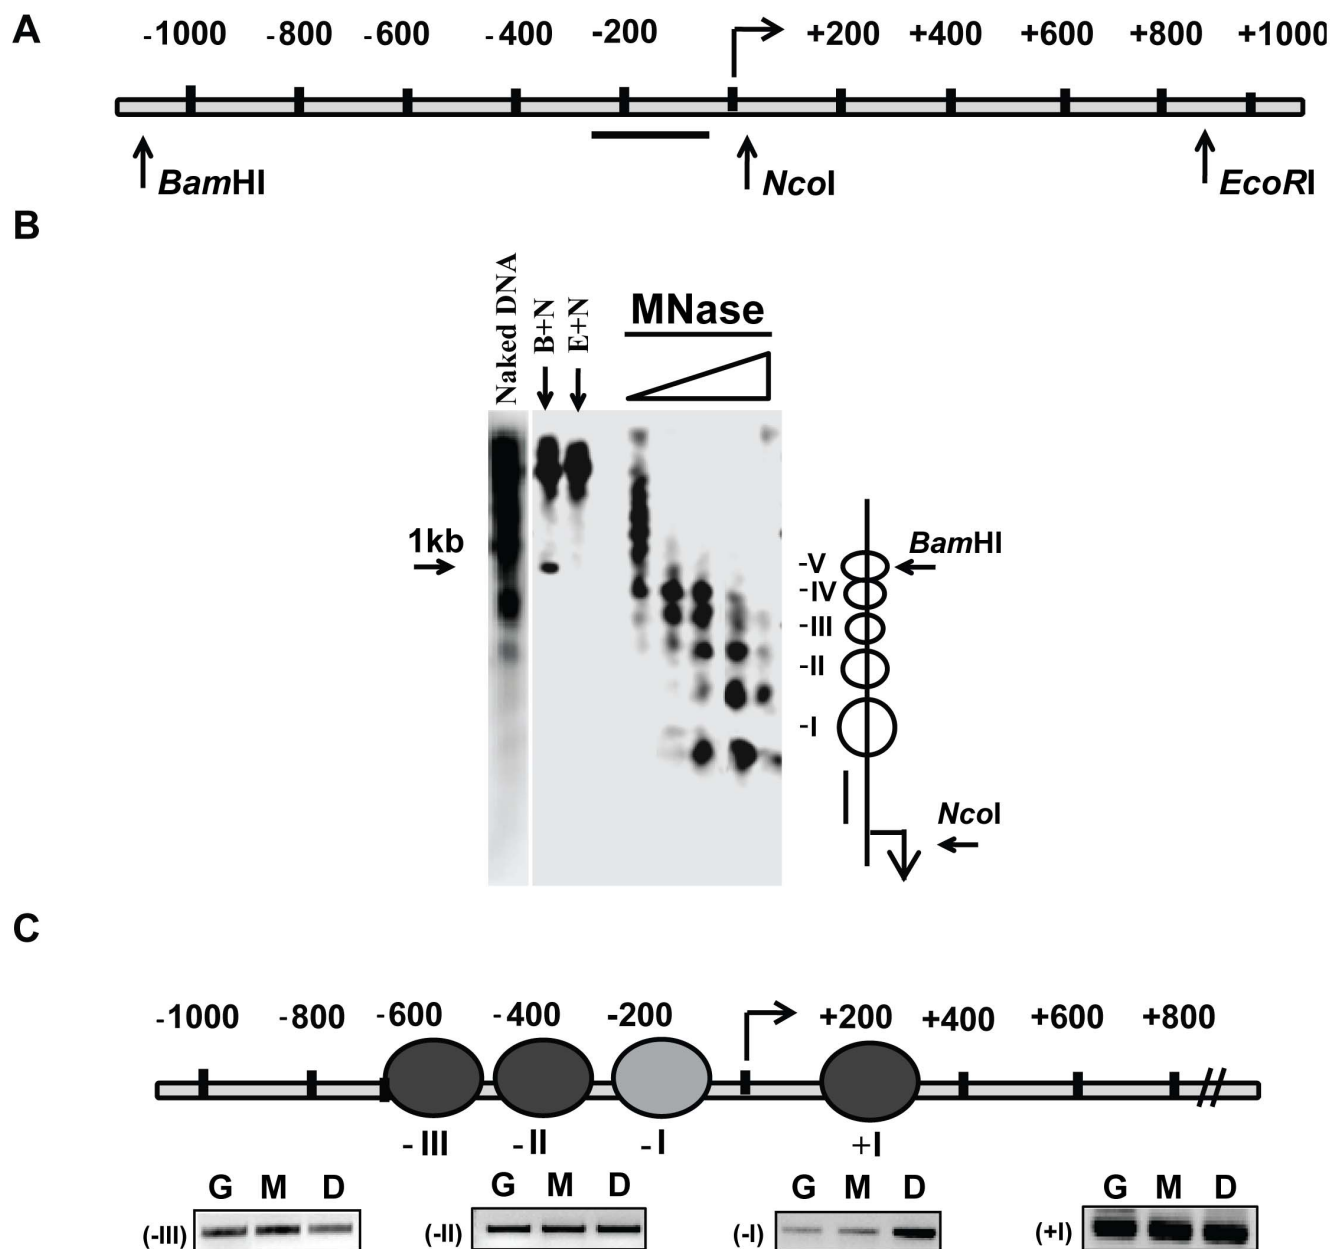 A
-1000 -800 -600 -400 -200 +200 +400 +600 +800 +1000
BamHI NcoI EcoRI
B
Naked DNA
B+N
E+N
MNase
1kb
-V BamHI
-IV
-III
-II
-I
NcoI
C
-1000 -800 -600 -400 -200 +200 +400 +600 +800
-III -II -I +I
G M D G M D G M D G M D
(-III) (-II) (-I) (+I)